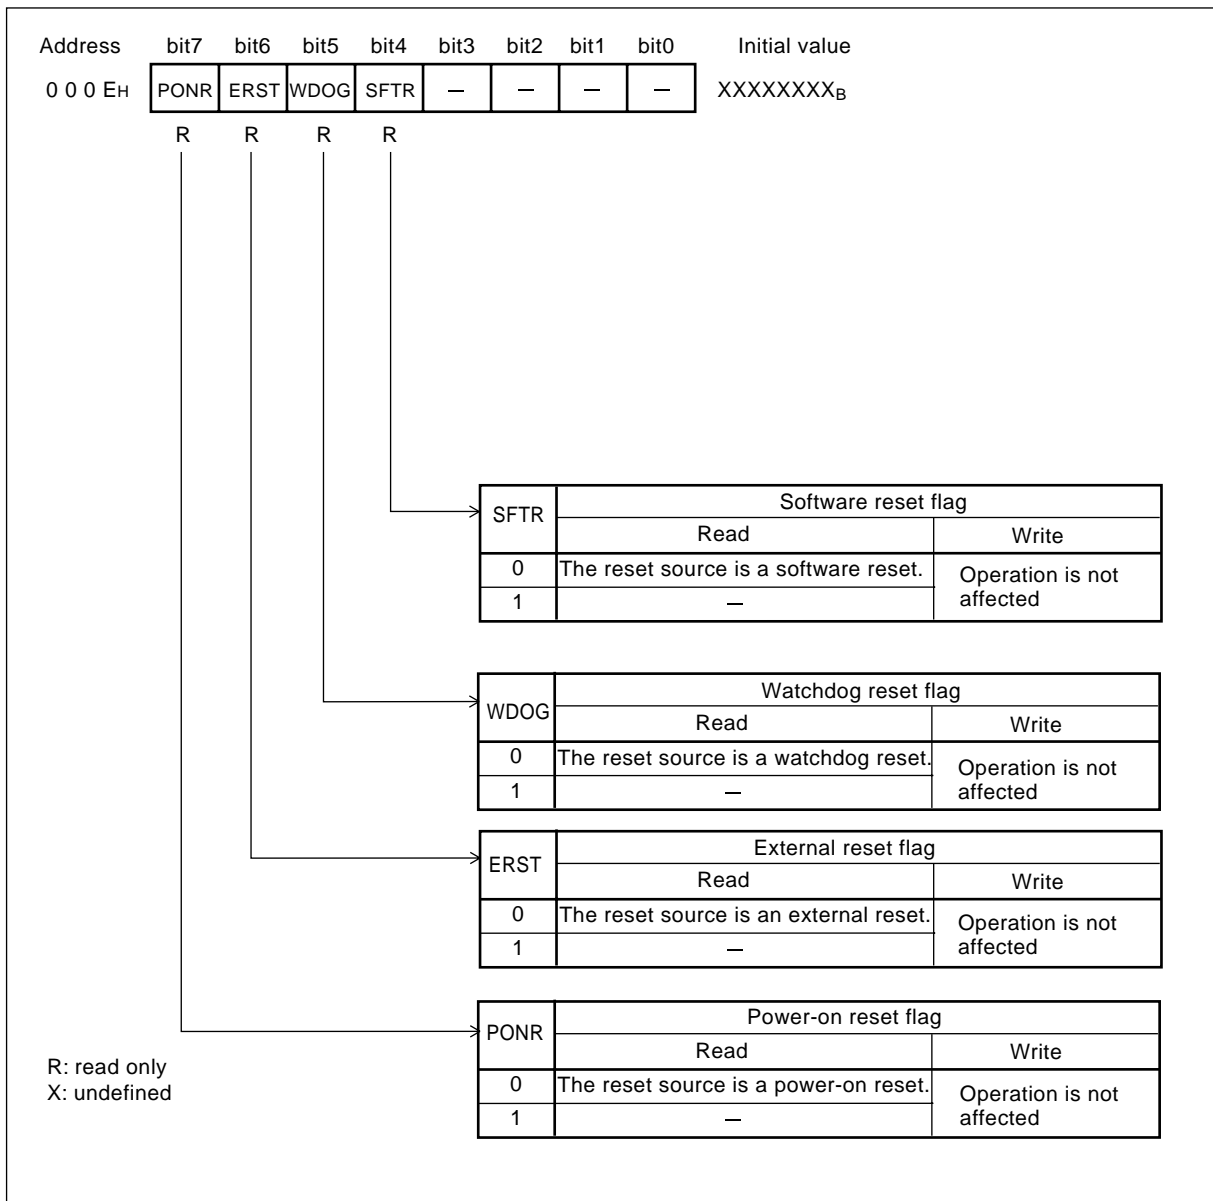 Address bit7 bit6 bit5 bit4 bit3 bit2 bit1 bit0 Initial value
0 0 0 EH PONR ERST WDOG SFTR — — — — XXXXXXXXB
R R R R
SFTR Software reset flag
Read Write
0 The reset source is a software reset. Operation is not affected
1 —
WDOG Watchdog reset flag
Read Write
0 The reset source is a watchdog reset. Operation is not affected
1 —
ERST External reset flag
Read Write
0 The reset source is an external reset. Operation is not affected
1 —
PONR Power-on reset flag
Read Write
0 The reset source is a power-on reset. Operation is not affected
1 —
R: read only
X: undefined